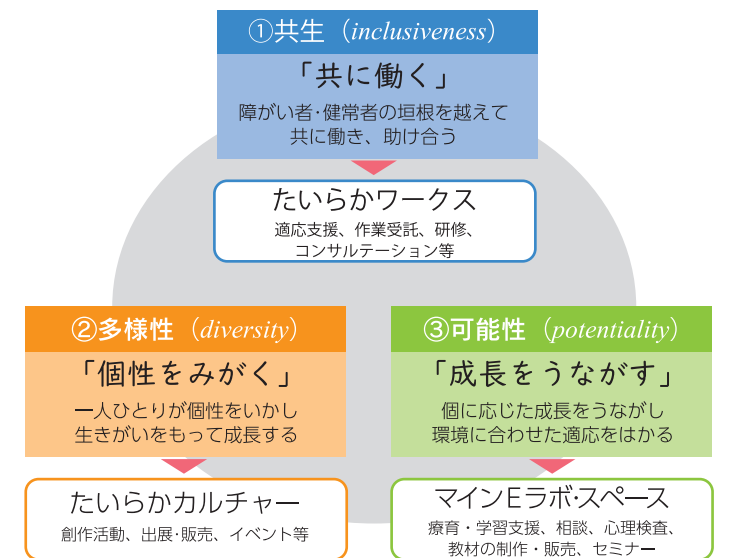 ①共生（inclusiveness）
「共に働く」
障がい者・健常者の垣根を越えて
共に働き、助け合う
たいらかワークス
適応支援、作業受託、研修、
コンサルテーション等
②多様性（diversity）
「個性をみがく」
一人ひとりが個性をいかし
生きがいをもって成長する
たいらかカルチャー
創作活動、出展・販売、イベント等
③可能性（potentiality）
「成長をうながす」
個に応じた成長をうながし
環境に合わせた適応をはかる
マインEラボ・スペース
療育・学習支援、相談、心理検査、
教材の制作・販売、セミナー